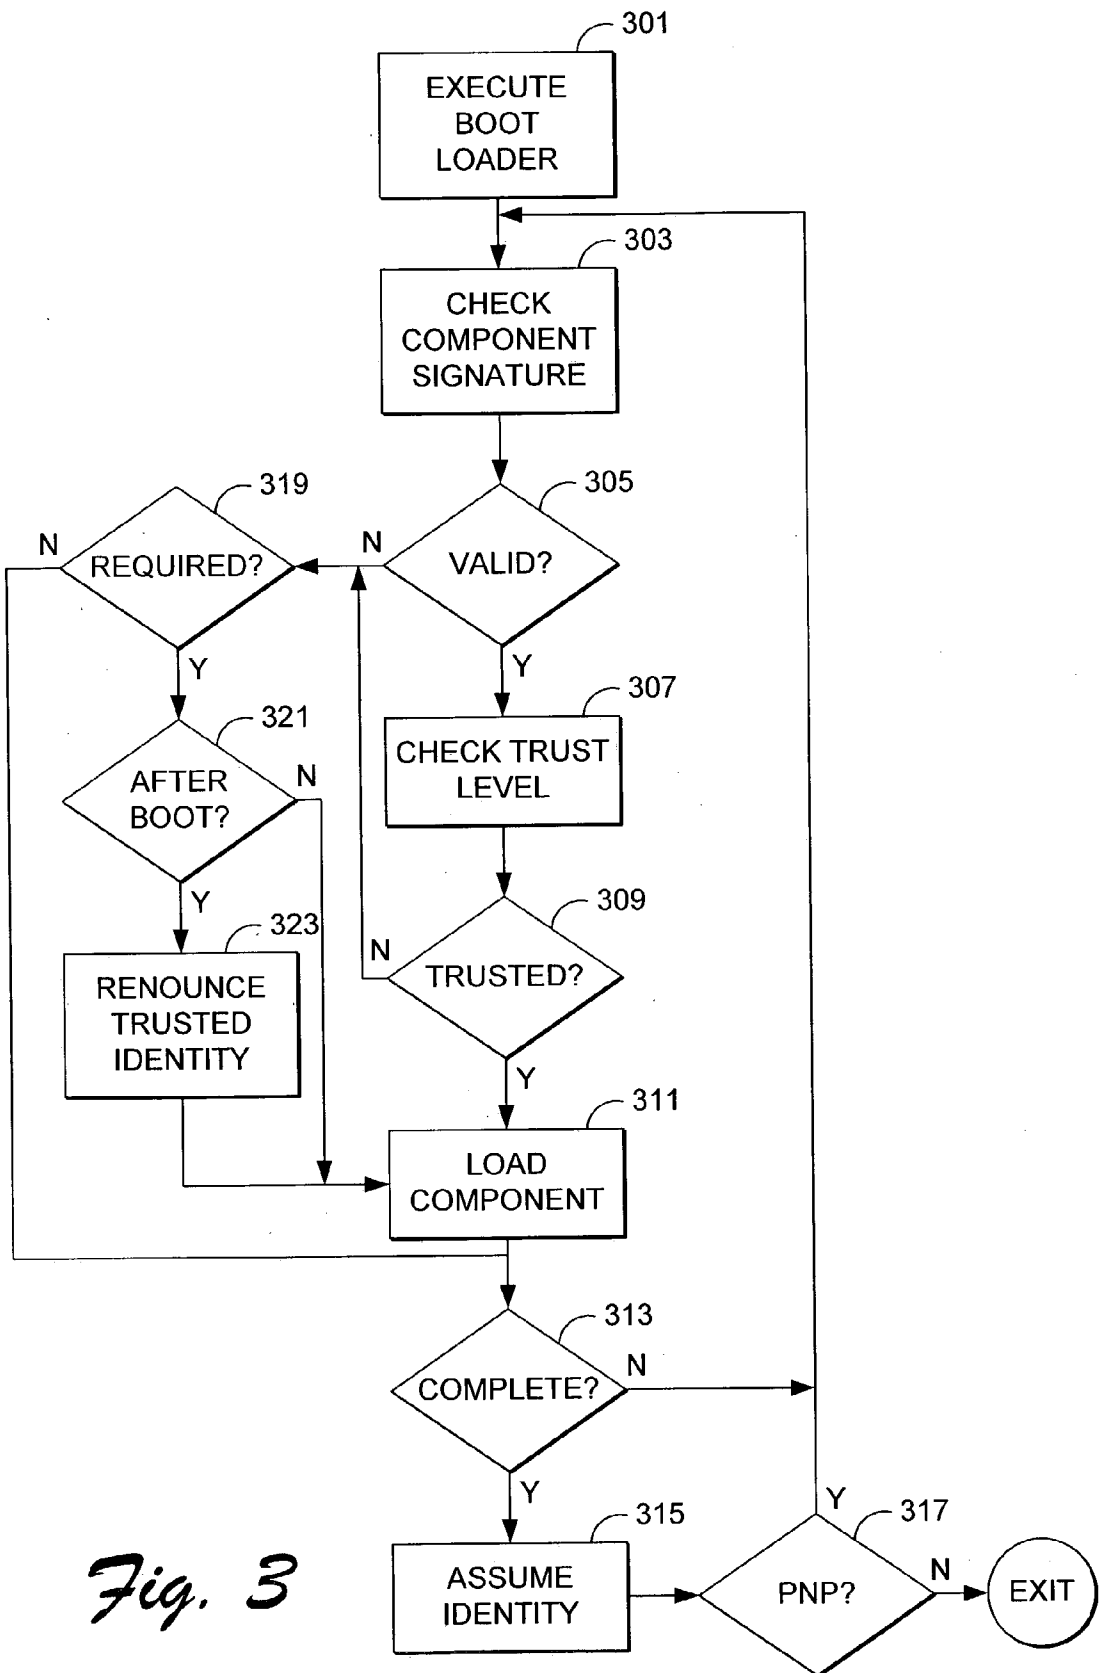 301
EXECUTE
BOOT
LOADER
303
CHECK
COMPONENT
SIGNATURE
319
305
N
REQUIRED?
N
VALID?
Y
Y
307
321
CHECK TRUST
LEVEL
AFTER
BOOT?
N
Y
309
323
N
TRUSTED?
RENOUNCE
TRUSTED
IDENTITY
Y
311
LOAD
COMPONENT
313
N
COMPLETE?
Y
Y
317
315
ASSUME
IDENTITY
PNP?
N
EXIT
Fig. 3